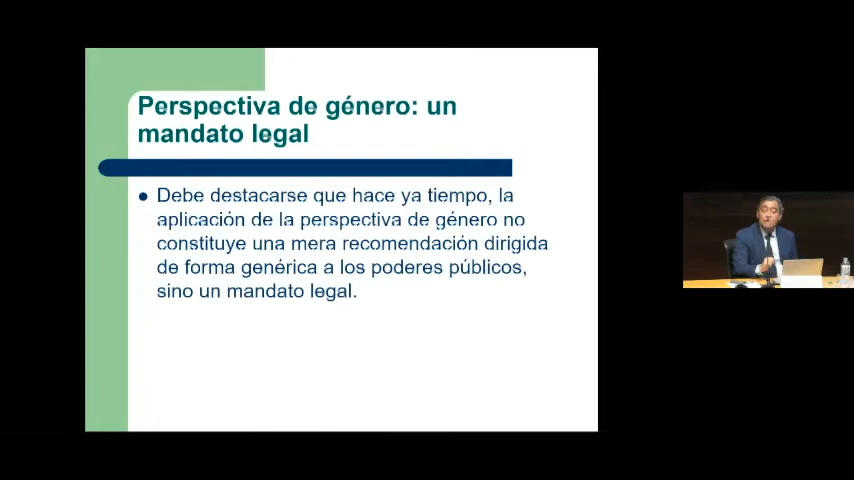 Perspectiva de género: un
mandato legal
Debe destacarse que hace ya tiempo, la
aplicación de la perspectiva de género no
constituye una mera recomendación dirigida
de forma genérica a los poderes públicos,
sino un mandato legal.